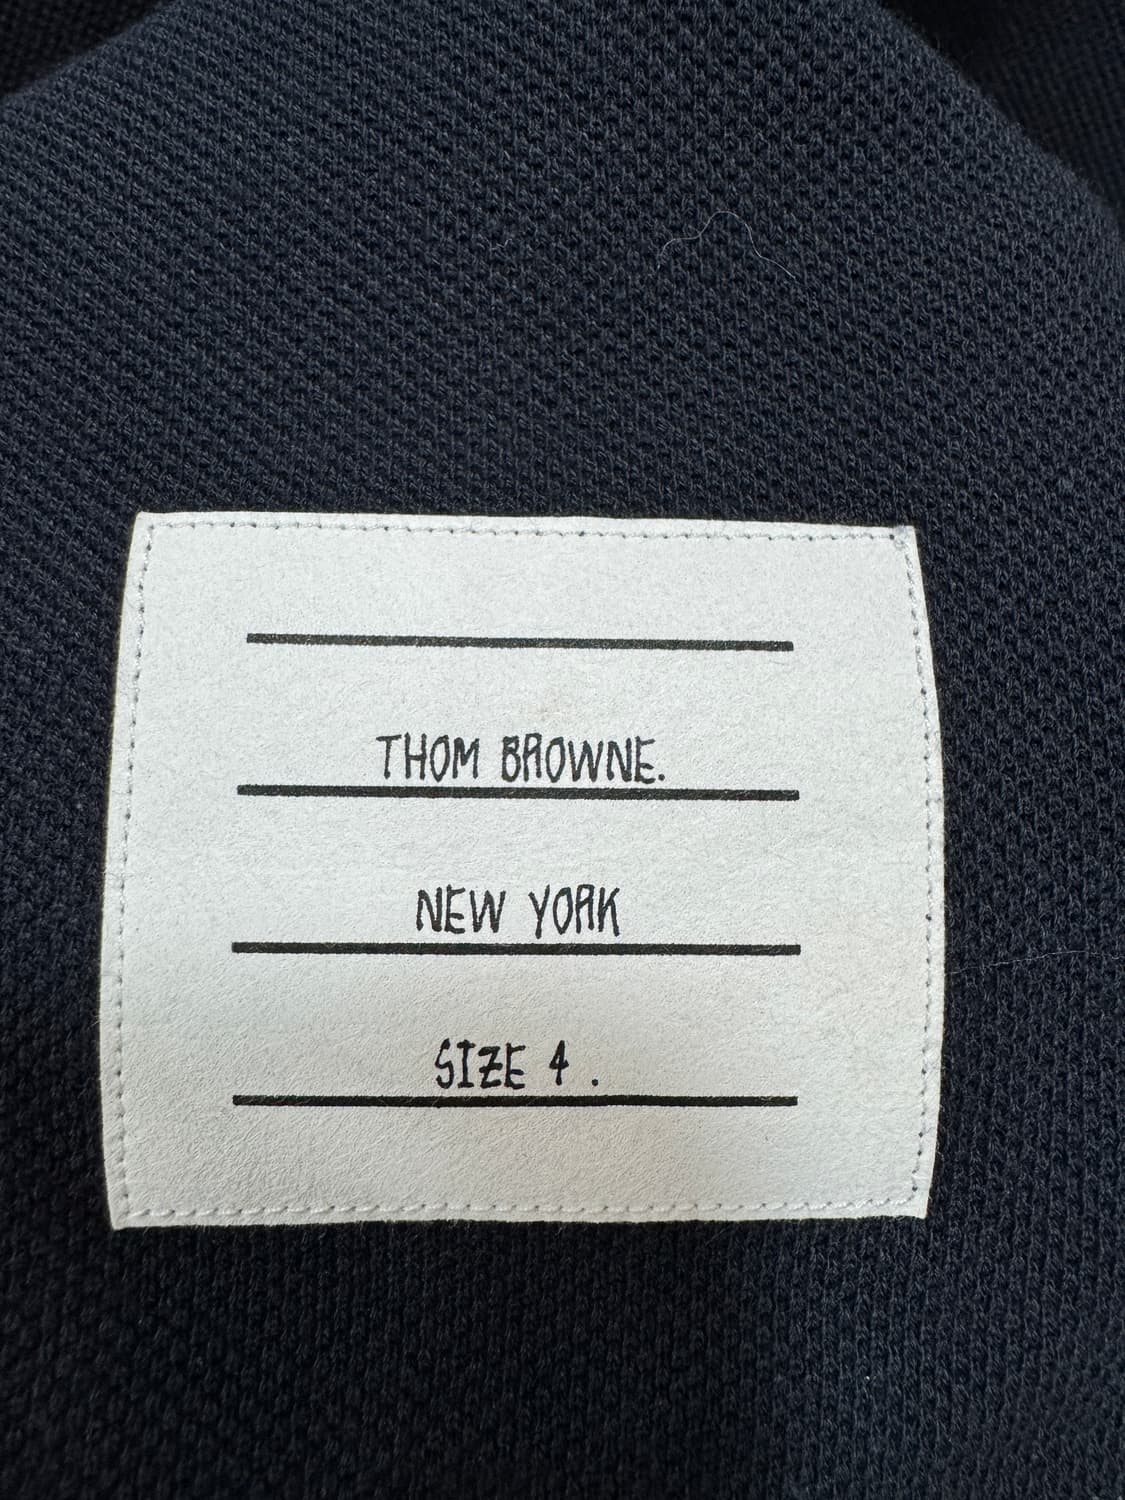 THOM BROWNE.
NEW YORK
SIZE 4 .